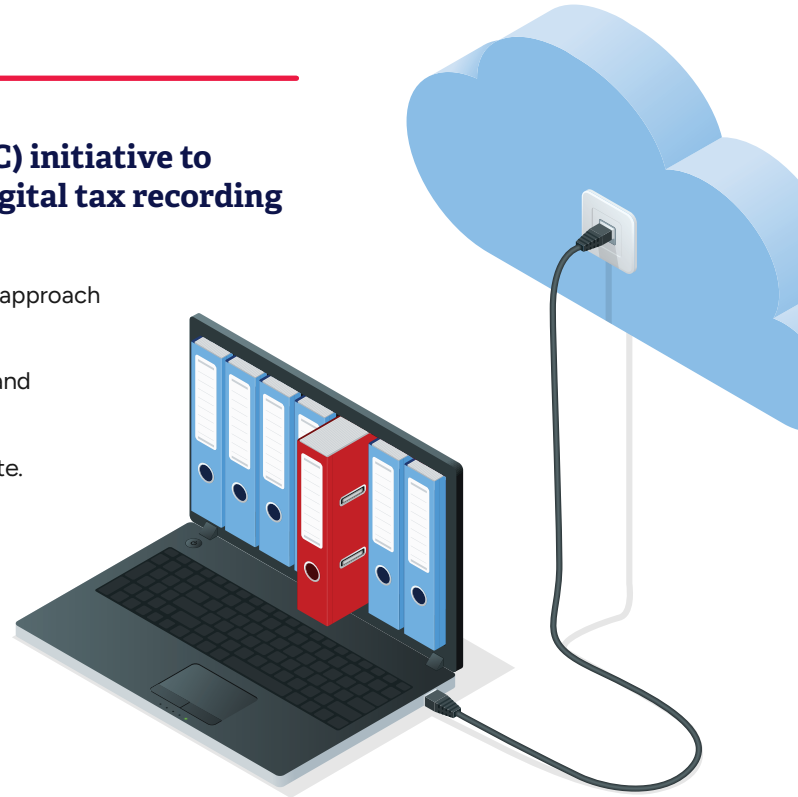 C) initiative to
gital tax recording
approach
and
te.